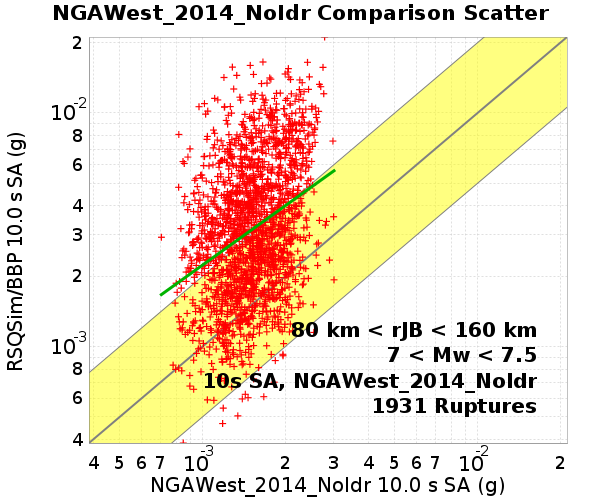 NGAWest_2014_NoIdr Comparison Scatter
RSQSim/BBP 10.0 s SA (g)
2
10-2
8
6
4
3
2
10-3
8
6
4
80 km < rJB < 160 km
7 < Mw < 7.5
10s SA, NGAWest_2014_NoIdr
1931 Ruptures
4 5 6 7 10-3 2 3 4 5 6 7 10-2 2
NGAWest_2014_NoIdr 10.0 s SA (g)